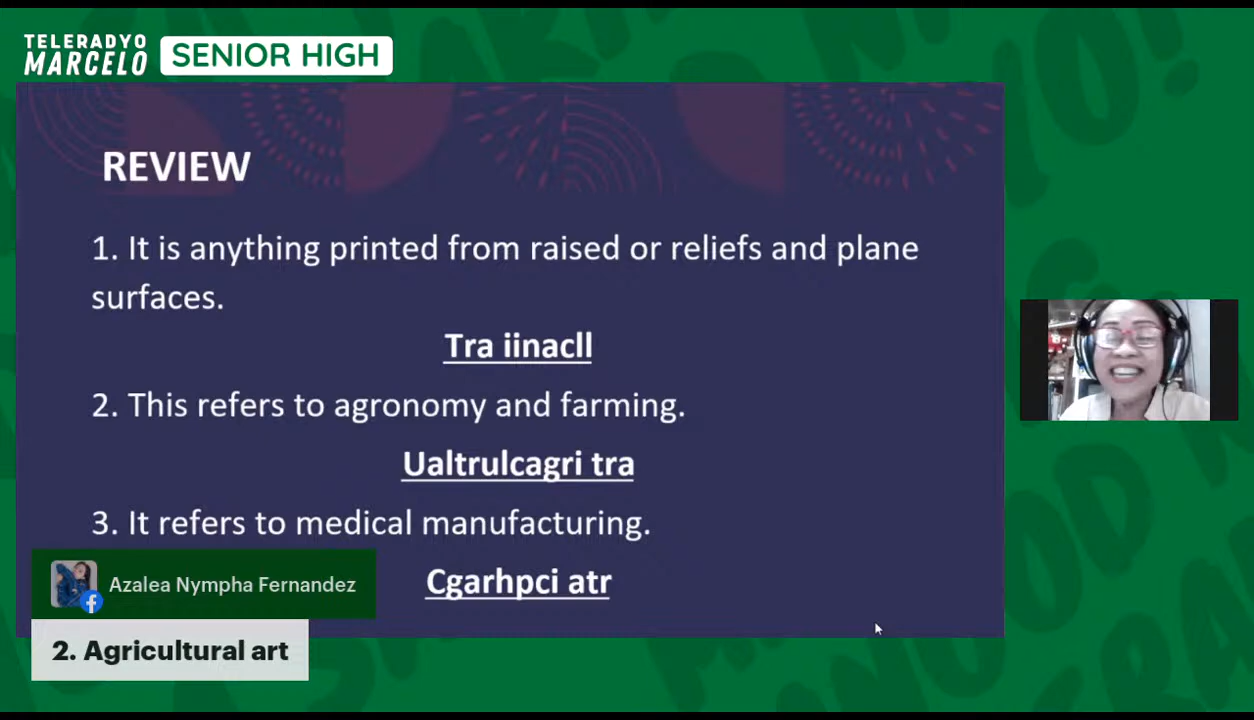 TELERADYO
MARCELO
SENIOR HIGH
REVIEW
1. It is anything printed from raised or reliefs and plane
surfaces.
Tra iinacll
2. This refers to agronomy and farming.
Ualtrulcagri tra
3. It refers to medical manufacturing.
Cgarhpci atr
Azalea Nympha Fernandez
2. Agricultural art